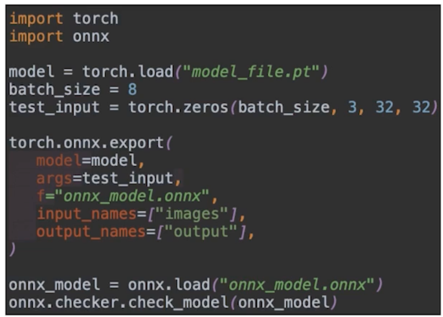 import torch
import onnx
model = torch.load("model_file.pt")
batch_size = 8
test_input = torch.zeros(batch_size, 3, 32, 32)
torch.onnx.export(
    model=model,
    args=test_input,
    f="onnx_model.onnx",
    input_names=["images"],
    output_names=["output"],
)
onnx_model = onnx.load("onnx_model.onnx")
onnx.checker.check_model(onnx_model)